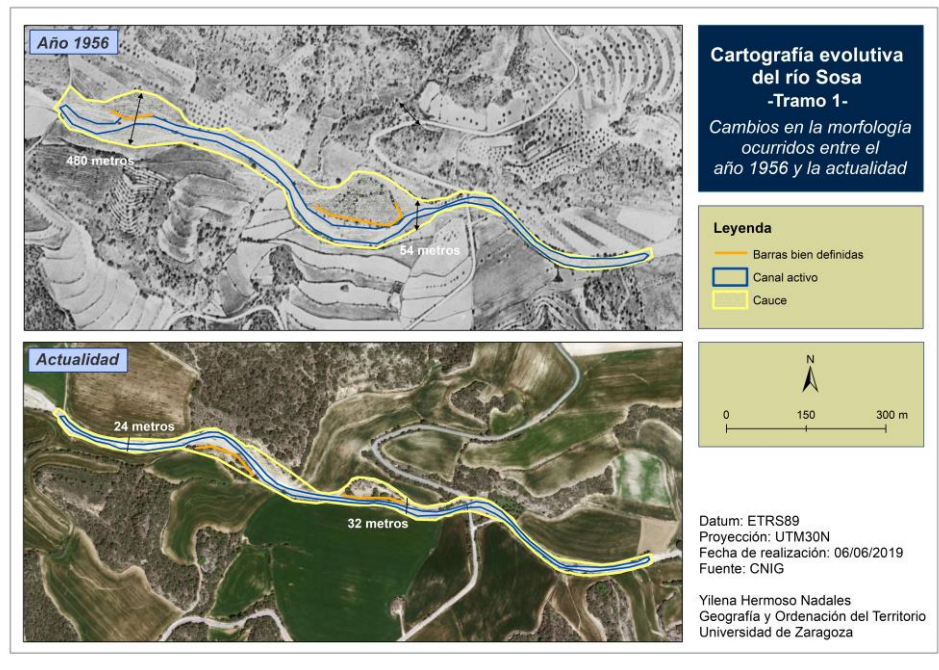 Año 1956
480 metros
54 metros
Actualidad
24 metros
32 metros
Cartografía evolutiva
del río Sosa
-Tramo 1-
Cambios en la morfología
ocurridos entre el
año 1956 y la actualidad
Leyenda
Barras bien definidas
Canal activo
Cauce
N
0 150 300 m
Datum: ETRS89
Proyección: UTM30N
Fecha de realización: 06/06/2019
Fuente: CNIG
Yilena Hermoso Nadales
Geografía y Ordenación del Territorio
Universidad de Zaragoza